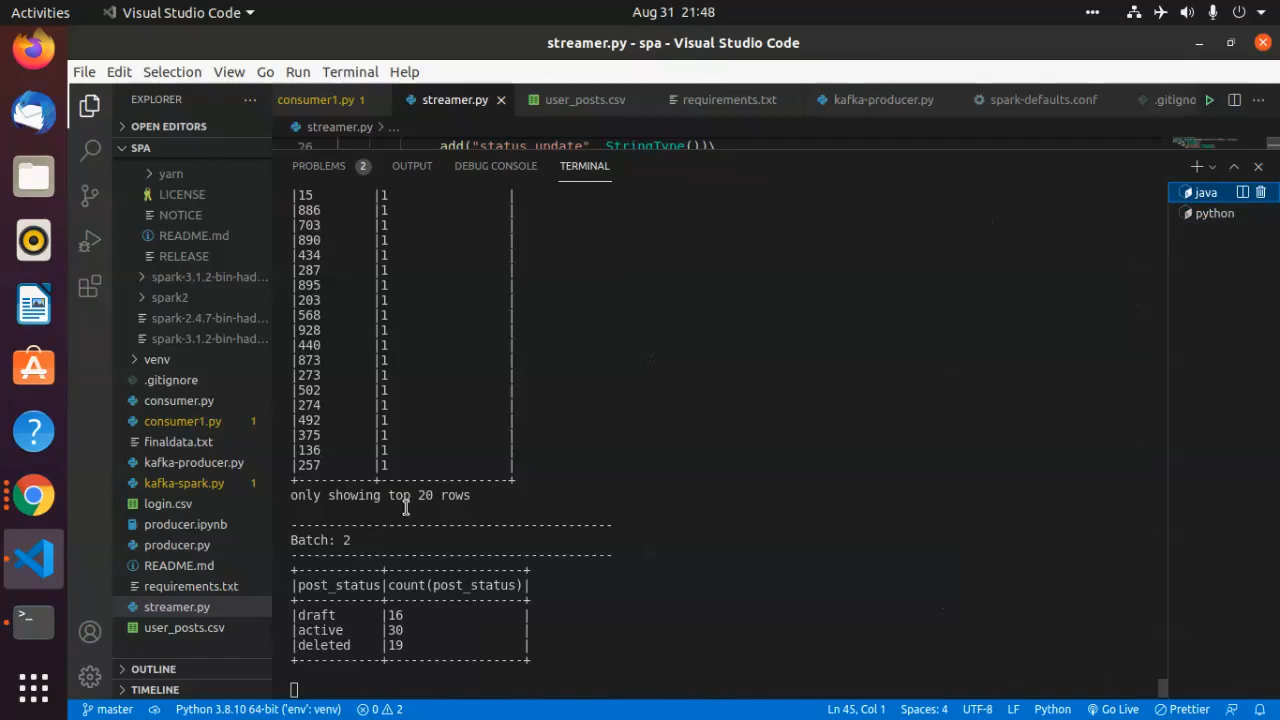 Activities
Visual Studio Code
Aug 31 21:48
streamer.py - spa - Visual Studio Code
File Edit Selection View Go Run Terminal Help
EXPLORER
consumer1.py 1
streamer.py
user_posts.csv
requirements.txt
kafka-producer.py
spark-defaults.conf
.gitigno
OPEN EDITORS
streamer.py > ...
26 add("status_update", StringType())\
SPA
PROBLEMS 2 OUTPUT DEBUG CONSOLE TERMINAL
yarn
LICENSE
NOTICE
README.md
RELEASE
spark-3.1.2-bin-had...
spark2
spark-2.4.7-bin-had...
spark-3.1.2-bin-had...
venv
.gitignore
consumer.py
consumer1.py 1
finaldata.txt
kafka-producer.py
kafka-spark.py 1
login.csv
producer.ipynb
producer.py
README.md
requirements.txt
streamer.py
user_posts.csv
OUTLINE
TIMELINE
|15 |1 |
|886 |1 |
|703 |1 |
|890 |1 |
|434 |1 |
|287 |1 |
|895 |1 |
|203 |1 |
|568 |1 |
|928 |1 |
|440 |1 |
|873 |1 |
|273 |1 |
|502 |1 |
|274 |1 |
|492 |1 |
|375 |1 |
|136 |1 |
|257 |1 |
+-----------+-----------------+
only showing top 20 rows
-------------------------------------------
Batch: 2
-------------------------------------------
+-----------+------------------+
|post_status|count(post_status)|
+-----------+------------------+
|draft |16 |
|active |30 |
|deleted |19 |
+-----------+------------------+
java
python
master
Python 3.8.10 64-bit ('env': venv)
0 2
Ln 45, Col 1
Spaces: 4
UTF-8
LF
Python
Go Live
Prettier